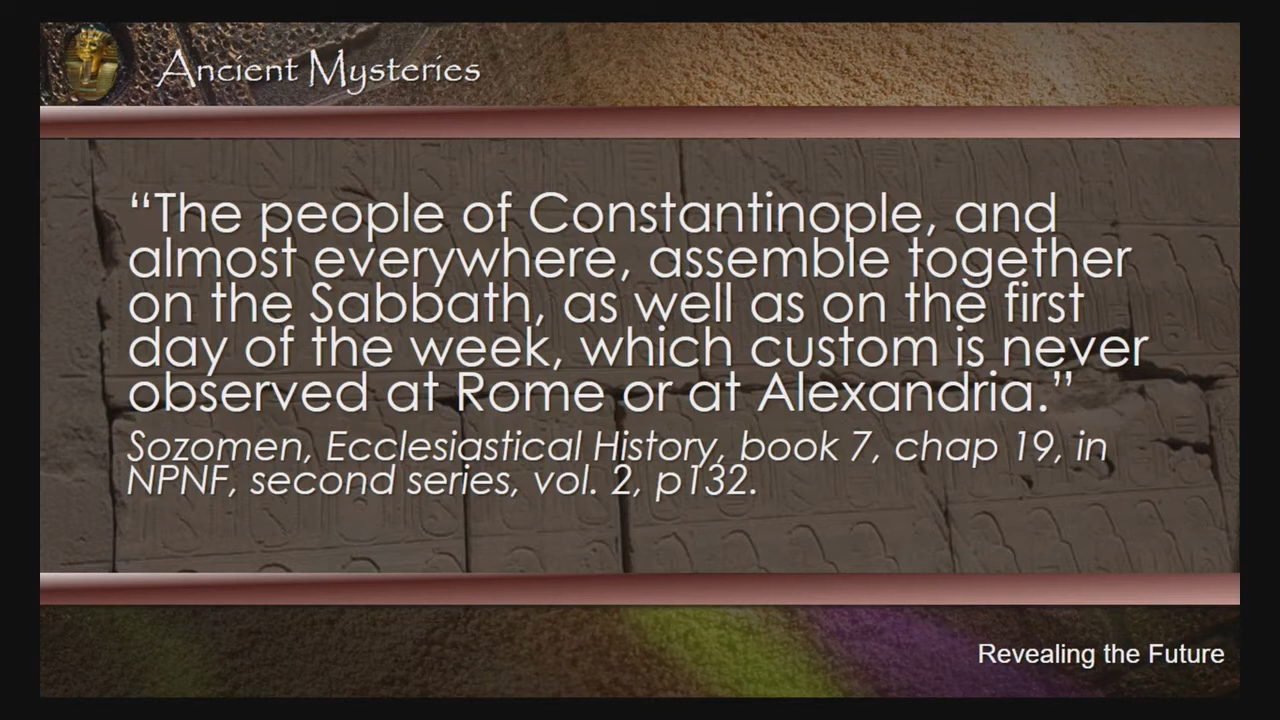 Ancient Mysteries
“The people of Constantinople, and
almost everywhere, assemble together
on the Sabbath, as well as on the first
day of the week, which custom is never
observed at Rome or at Alexandria.”
Sozomen, Ecclesiastical History, book 7, chap 19, in
NPNF, second series, vol. 2, p132.
Revealing the Future